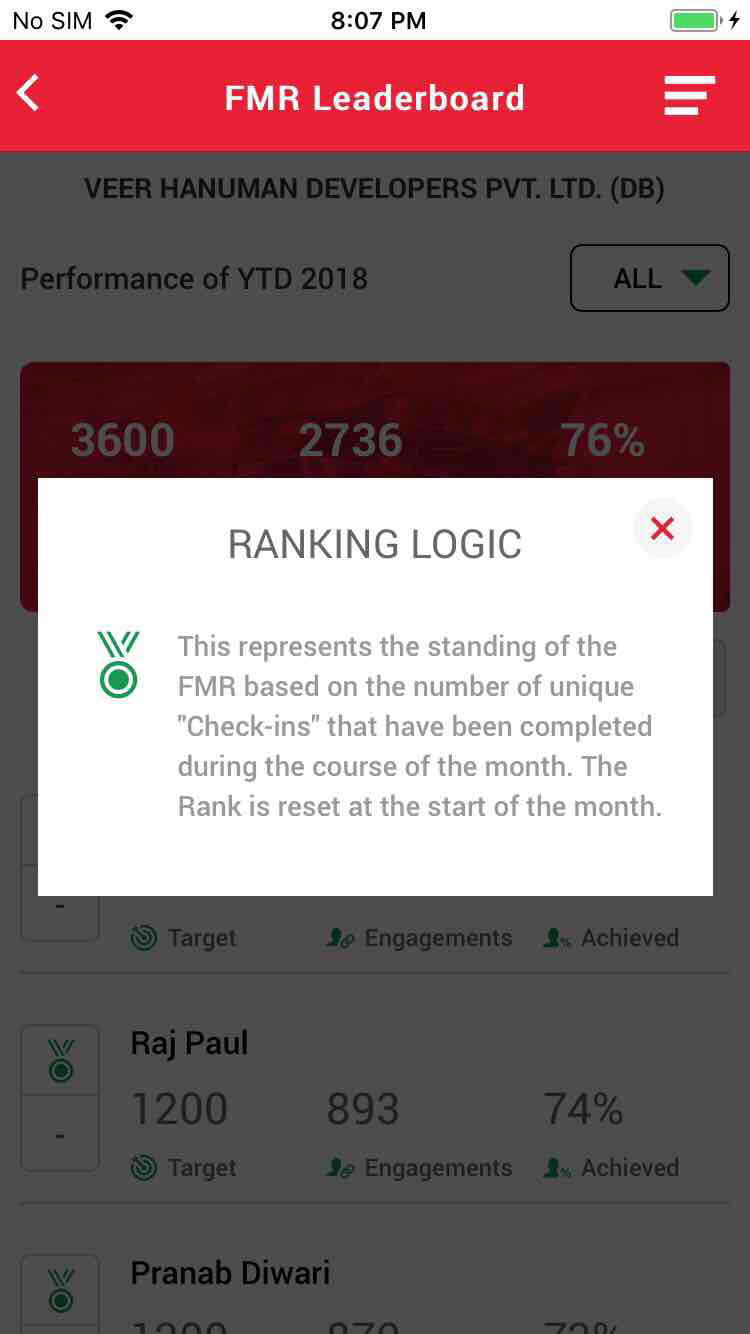 No SIM 8:07 PM
FMR Leaderboard
VEER HANUMAN DEVELOPERS PVT. LTD. (DB)
Performance of YTD 2018 ALL
3600 2736 76%
RANKING LOGIC
This represents the standing of the
FMR based on the number of unique
"Check-ins" that have been completed
during the course of the month. The
Rank is reset at the start of the month.
-
Target Engagements Achieved
Raj Paul
1200 893 74%
-
Target Engagements Achieved
Pranab Diwari
1200